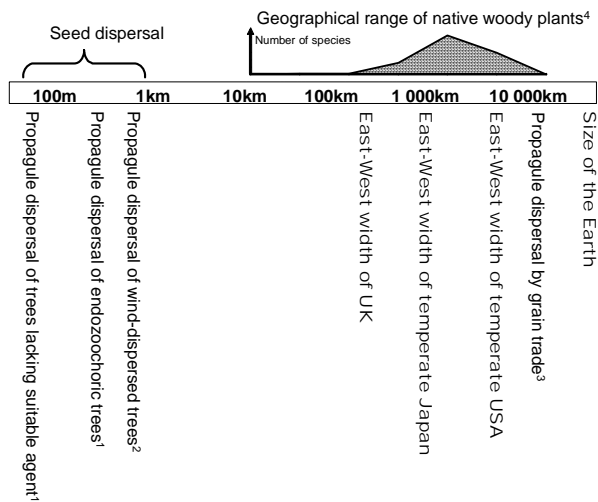 Geographical range of native woody plants4
Seed dispersal
Number of species
100m 1km 10km 100km 1 000km 10 000km
Propagule dispersal of trees lacking suitable agent1
Propagule dispersal of endozoochoric trees1
Propagule dispersal of wind-dispersed trees2
East-West width of UK
East-West width of temperate Japan
East-West width of temperate USA
Propagule dispersal by grain trade3
Size of the Earth